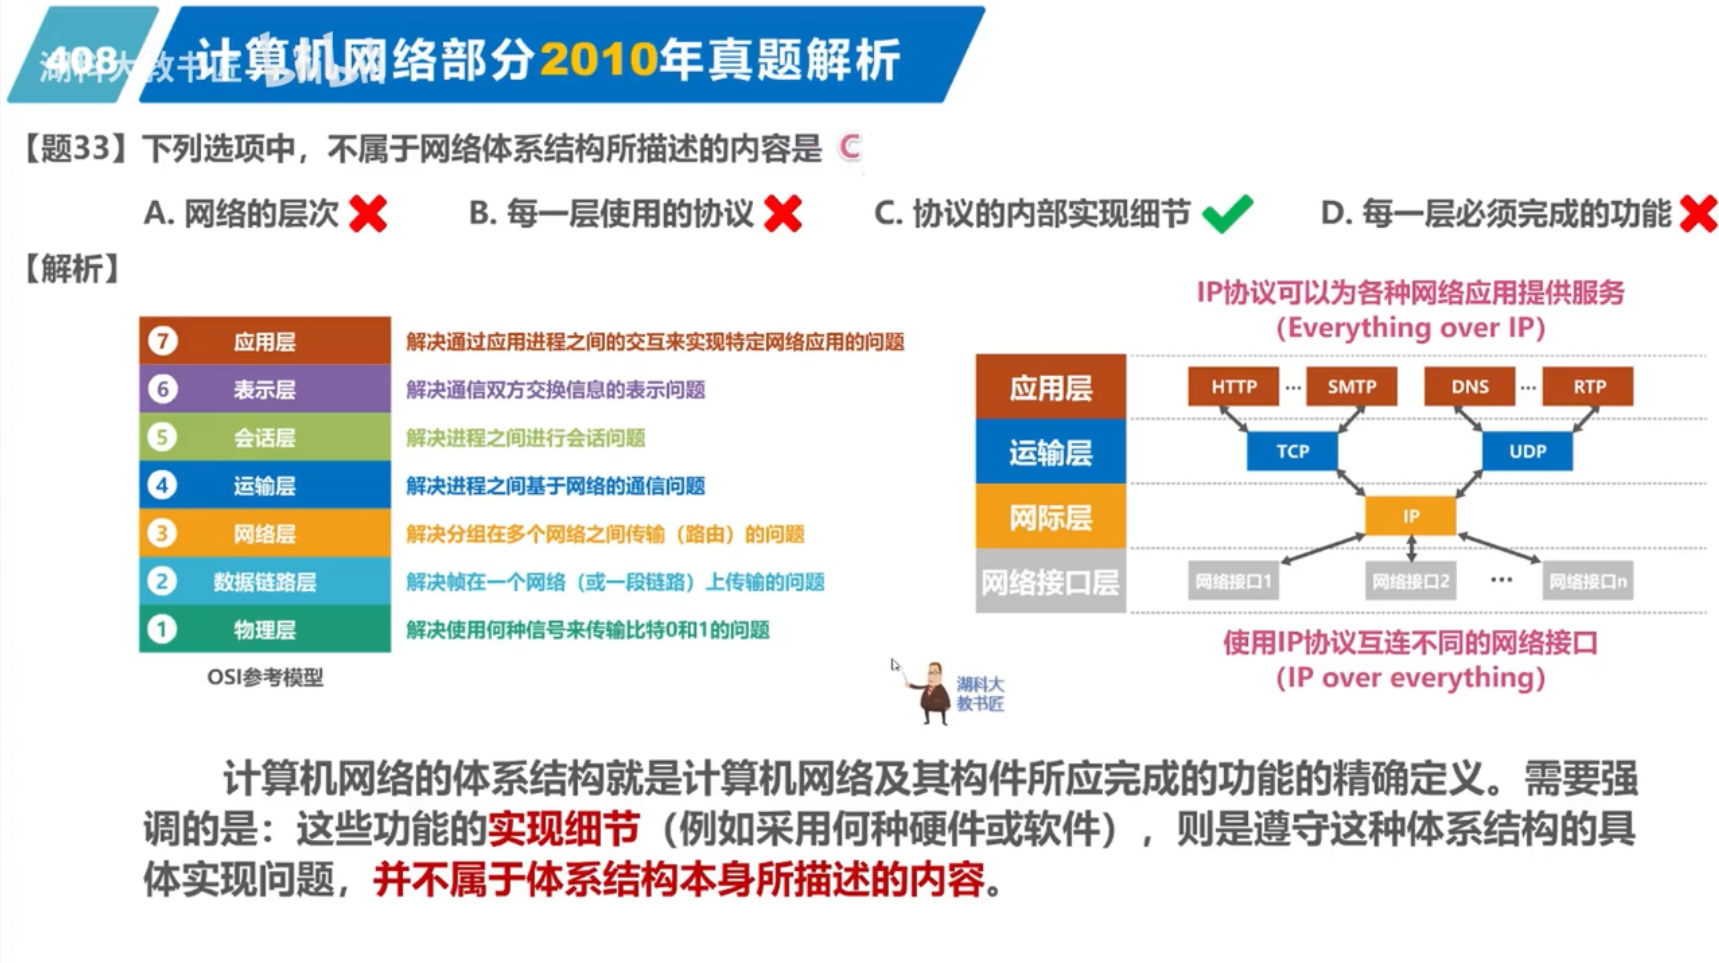 408
计算机网络部分2010年真题解析
湖科大教书匠 bilibili
【题33】下列选项中，不属于网络体系结构所描述的内容是 C
A. 网络的层次 B. 每一层使用的协议 C. 协议的内部实现细节 D. 每一层必须完成的功能
【解析】
7 应用层 解决通过应用进程之间的交互来实现特定网络应用的问题
6 表示层 解决通信双方交换信息的表示问题
5 会话层 解决进程之间进行会话问题
4 运输层 解决进程之间基于网络的通信问题
3 网络层 解决分组在多个网络之间传输（路由）的问题
2 数据链路层 解决帧在一个网络（或一段链路）上传输的问题
1 物理层 解决使用何种信号来传输比特0和1的问题
OSI参考模型
IP协议可以为各种网络应用提供服务
（Everything over IP）
应用层 HTTP … SMTP DNS … RTP
运输层 TCP UDP
网际层 IP
网络接口层 网络接口1 网络接口2 … 网络接口n
使用IP协议互连不同的网络接口
（IP over everything）
湖科大
教书匠
计算机网络的体系结构就是计算机网络及其构件所应完成的功能的精确定义。需要强
调的是：这些功能的实现细节（例如采用何种硬件或软件），则是遵守这种体系结构的具
体实现问题，并不属于体系结构本身所描述的内容。